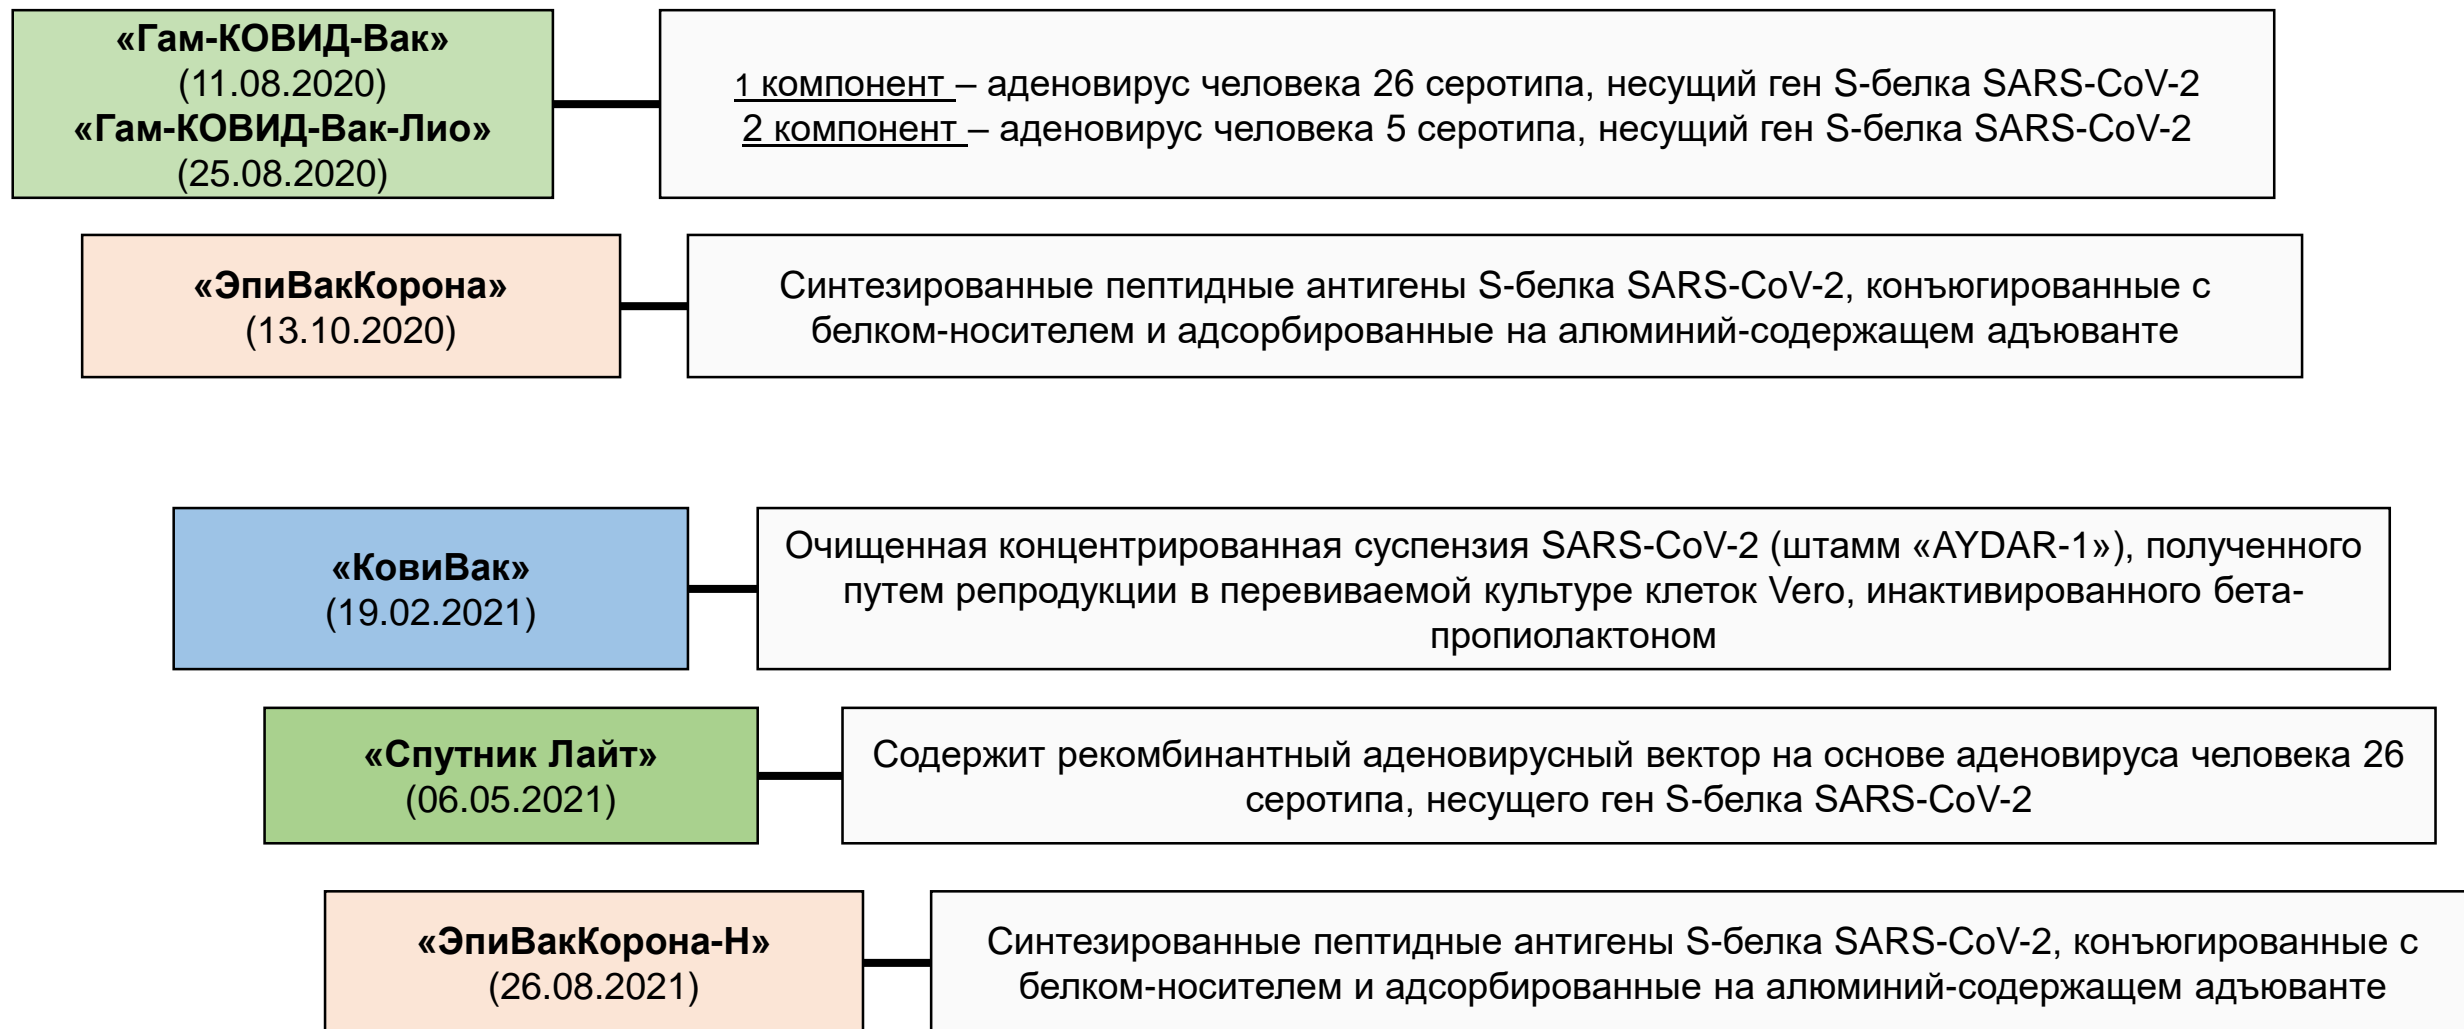 «Гам-КОВИД-Вак»
(11.08.2020)
«Гам-КОВИД-Вак-Лио»
(25.08.2020)
1 компонент – аденовирус человека 26 серотипа, несущий ген S-белка SARS-CoV-2
2 компонент – аденовирус человека 5 серотипа, несущий ген S-белка SARS-CoV-2
«ЭпиВакКорона»
(13.10.2020)
Синтезированные пептидные антигены S-белка SARS-CoV-2, конъюгированные с
белком-носителем и адсорбированные на алюминий-содержащем адъюванте
«КовиВак»
(19.02.2021)
Очищенная концентрированная суспензия SARS-CoV-2 (штамм «AYDAR-1»), полученного
путем репродукции в перевиваемой культуре клеток Vero, инактивированного бета-
пропиолактоном
«Спутник Лайт»
(06.05.2021)
Содержит рекомбинантный аденовирусный вектор на основе аденовируса человека 26
серотипа, несущего ген S-белка SARS-CoV-2
«ЭпиВакКорона-Н»
(26.08.2021)
Синтезированные пептидные антигены S-белка SARS-CoV-2, конъюгированные с
белком-носителем и адсорбированные на алюминий-содержащем адъюванте